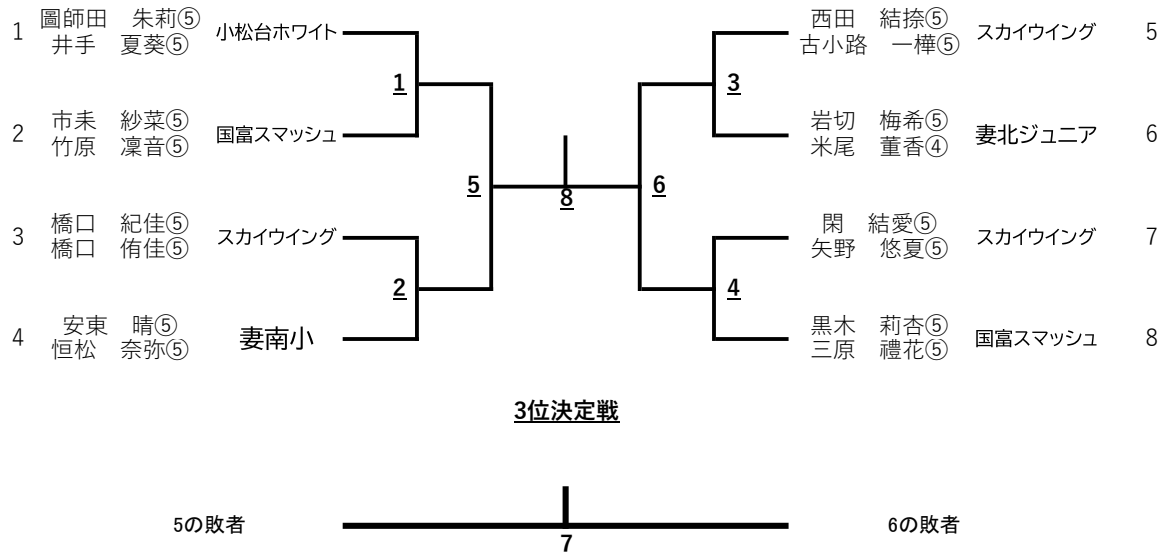 1 圖師田 朱莉⑤ 小松台ホワイト
井手 夏葵⑤
1
2 市耒 紗菜⑤ 国富スマッシュ
竹原 凜音⑤
5
3 橋口 紀佳⑤ スカイウイング
橋口 侑佳⑤
2
4 安東 晴⑤ 妻南小
恒松 奈弥⑤
8
西田 結捺⑤ スカイウイング 5
古小路 一樺⑤
3
岩切 梅希⑤ 妻北ジュニア 6
米尾 董香④
6
閑 結愛⑤ スカイウイング 7
矢野 悠夏⑤
4
黒木 莉杏⑤ 国富スマッシュ 8
三原 禮花⑤
3位決定戦
5の敗者 6の敗者
7